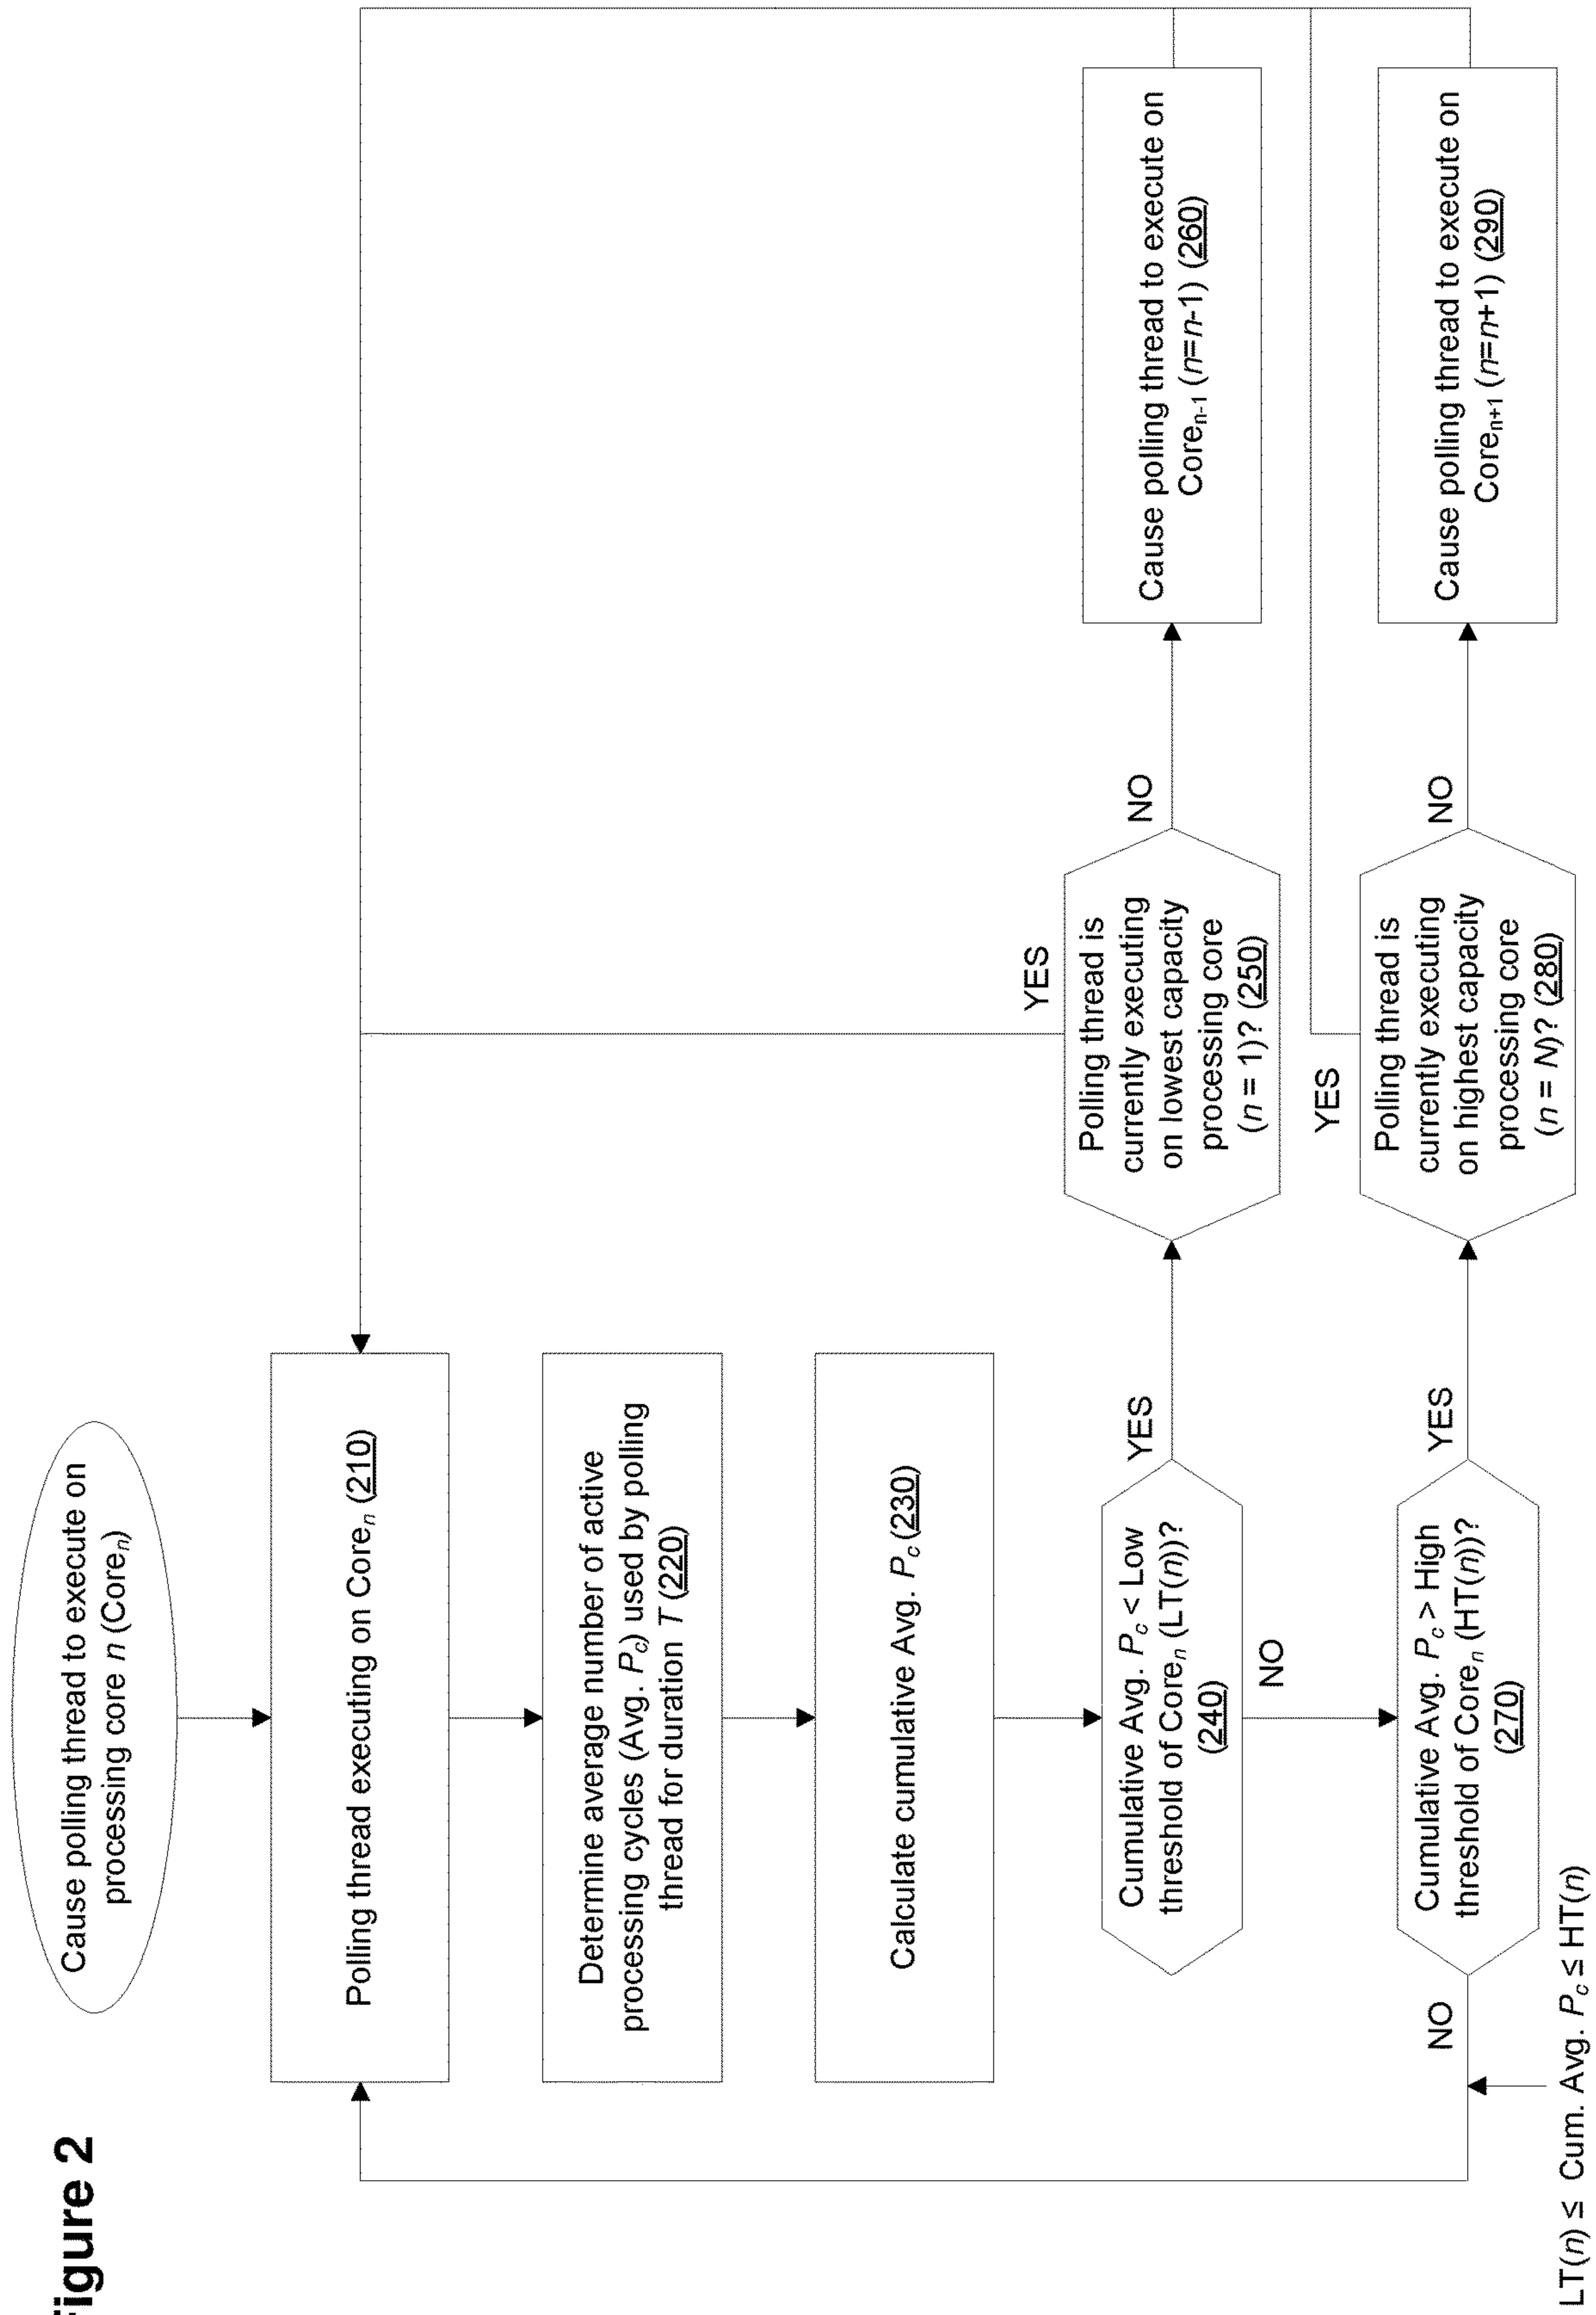 Figure 2
Cause polling thread to execute on
processing core n (Coreₙ)
Polling thread executing on Coreₙ (210)
Determine average number of active
processing cycles (Avg. P_c) used by polling
thread for duration T (220)
Calculate cumulative Avg. P_c (230)
Cumulative Avg. P_c < Low
threshold of Coreₙ (LT(n))?
(240)
YES
NO
Polling thread is
currently executing
on lowest capacity
processing core
(n = 1)? (250)
YES
NO
Cause polling thread to execute on
Coreₙ₋₁ (n=n-1) (260)
Cumulative Avg. P_c > High
threshold of Coreₙ (HT(n))?
(270)
YES
NO
Polling thread is
currently executing
on highest capacity
processing core
(n = N)? (280)
YES
NO
Cause polling thread to execute on
Coreₙ₊₁ (n=n+1) (290)
LT(n) ≤ Cum. Avg. P_c ≤ HT(n)